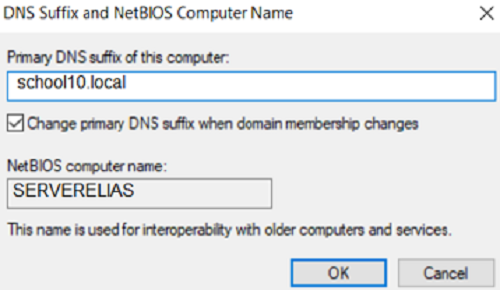 DNS Suffix and NetBIOS Computer Name
Primary DNS suffix of this computer:
school10.local
Change primary DNS suffix when domain membership changes
NetBIOS computer name:
SERVERELIAS
This name is used for interoperability with older computers and services.
OK
Cancel